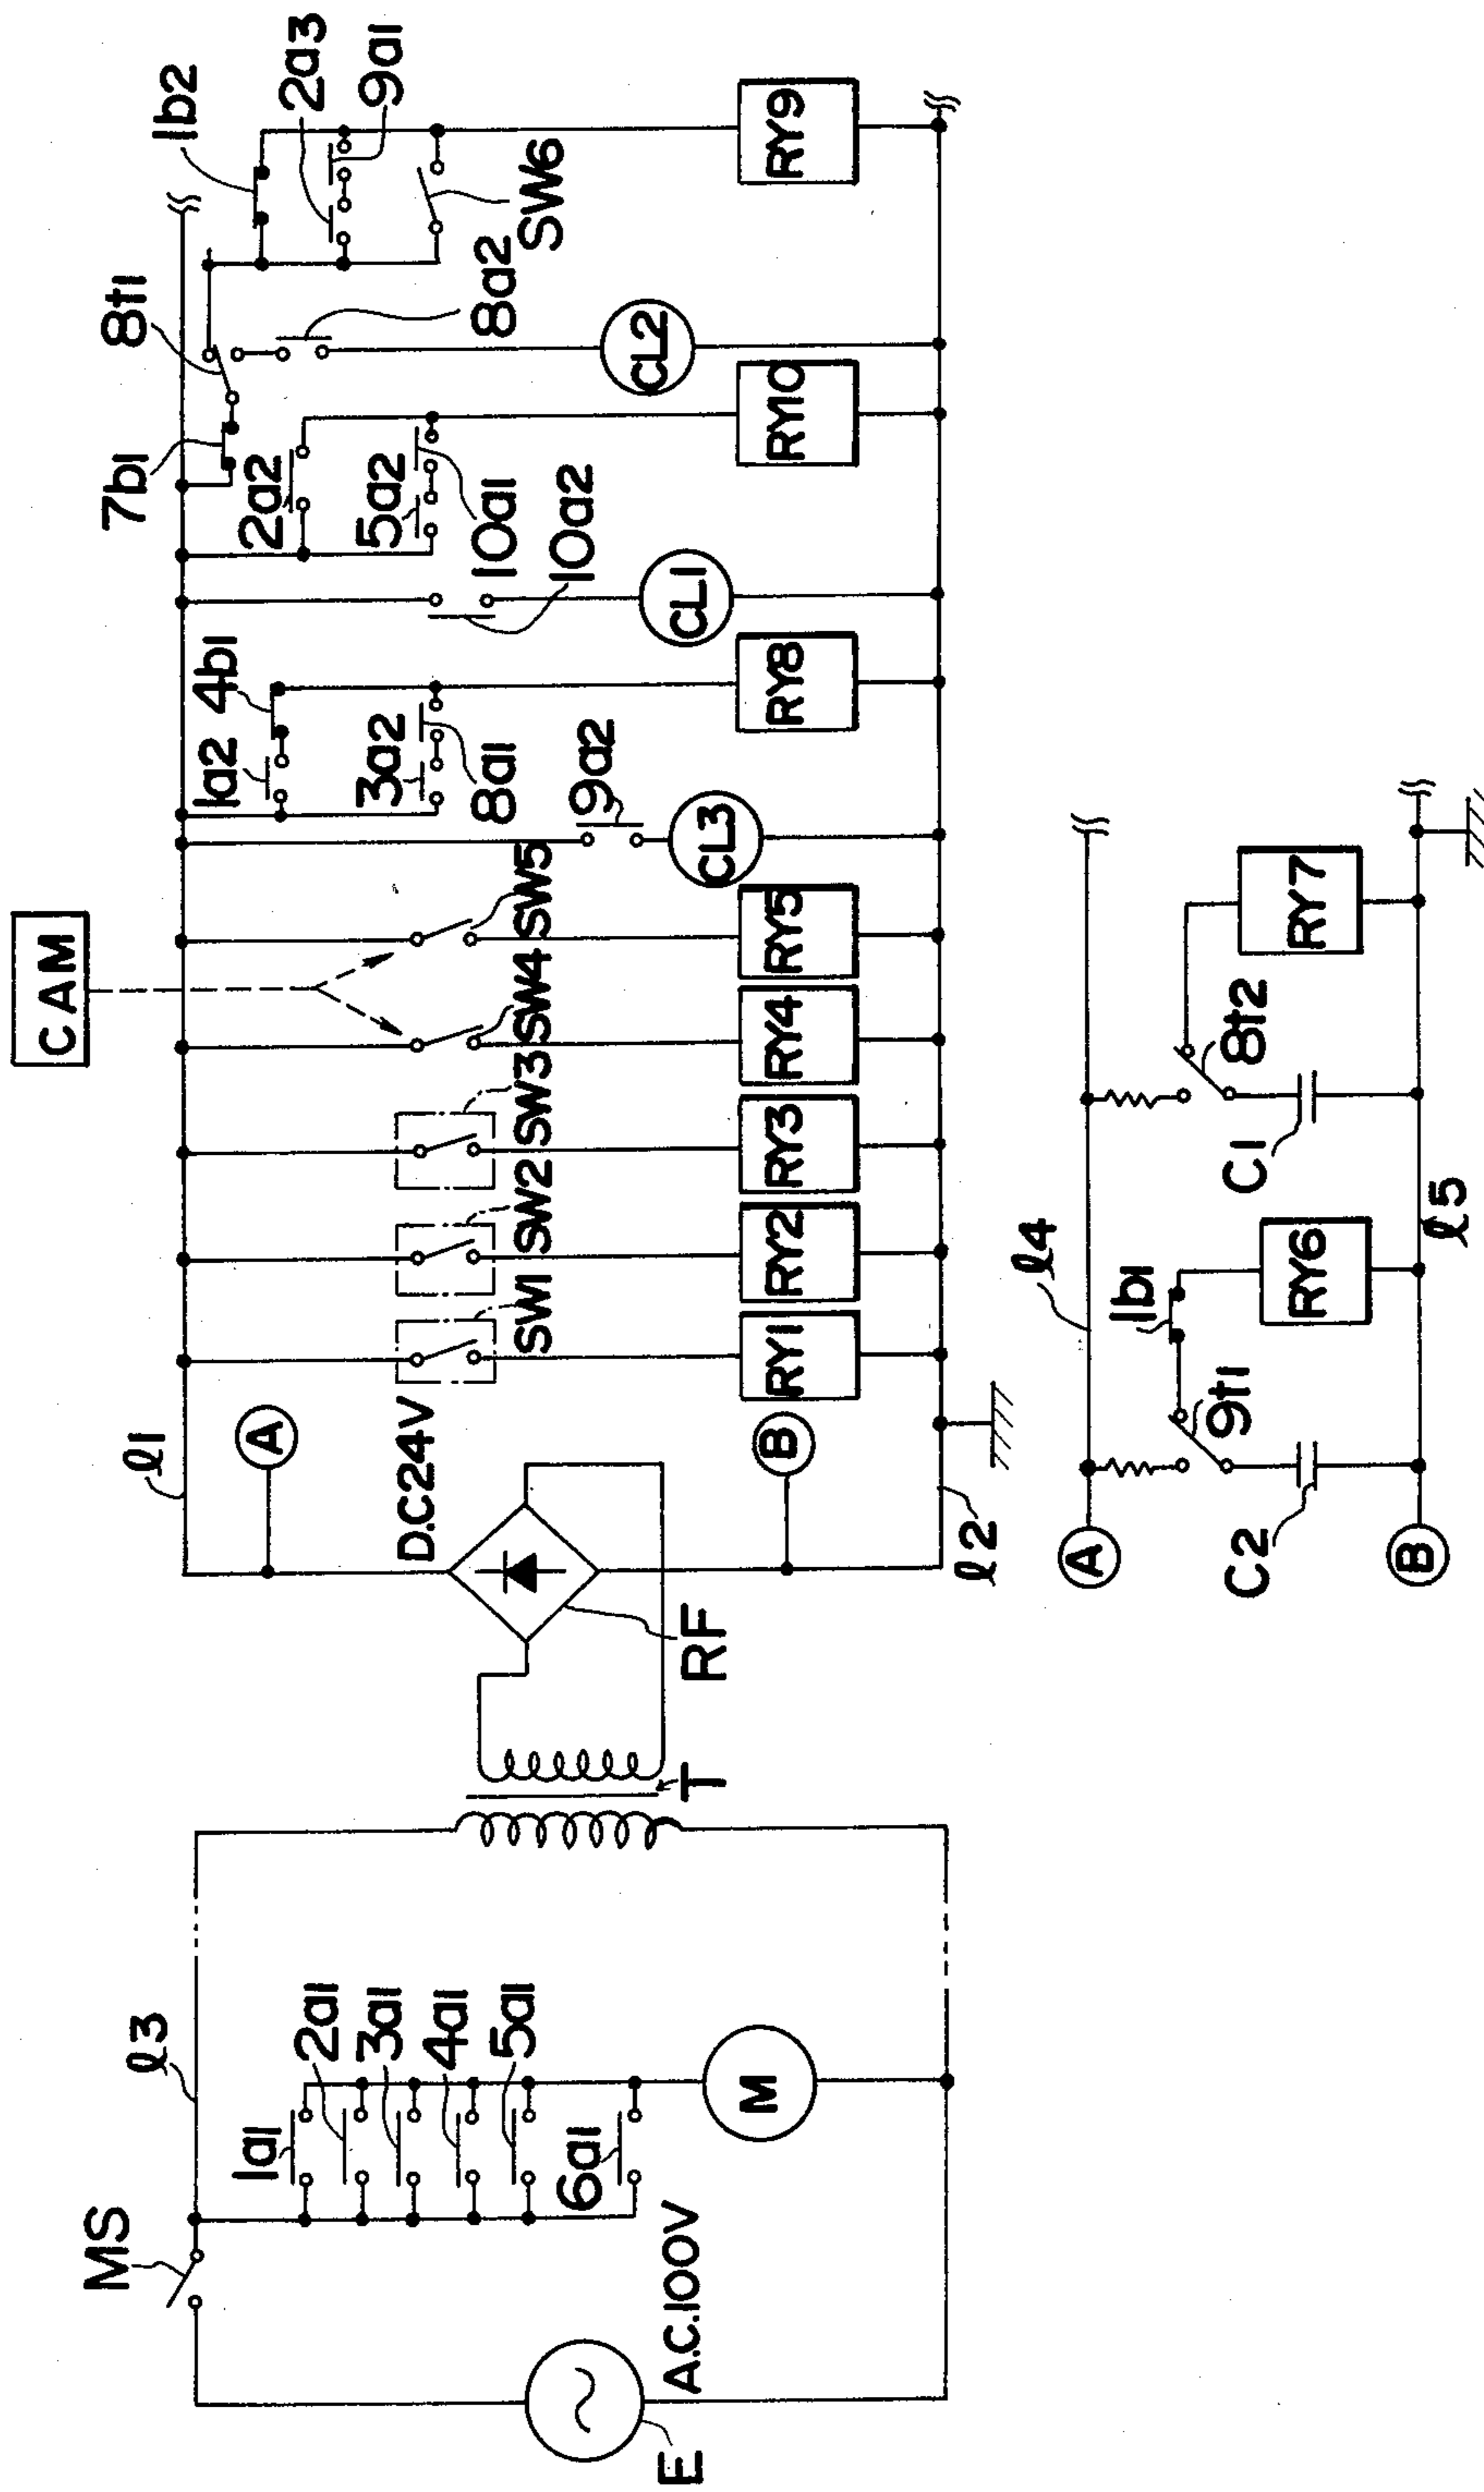 MS
l3
1a1
2a1
3a1
4a1
5a1
6a1
M
E
A.C.100V
T
RF
D.C24V
l1
A
B
l2
CAM
SW1
SW2
SW3
SW4
SW5
RY1
RY2
RY3
RY4
RY5
9a2
CL3
1a2
4b1
3a2
8a1
RY8
10a2
CL1
7b1
2a2
5a2
10a1
RY10
8t1
8a2
CL2
1b2
2a3
9a1
SW6
RY9
A
B
l4
l5
C2
9t1
1b1
RY6
C1
8t2
RY7